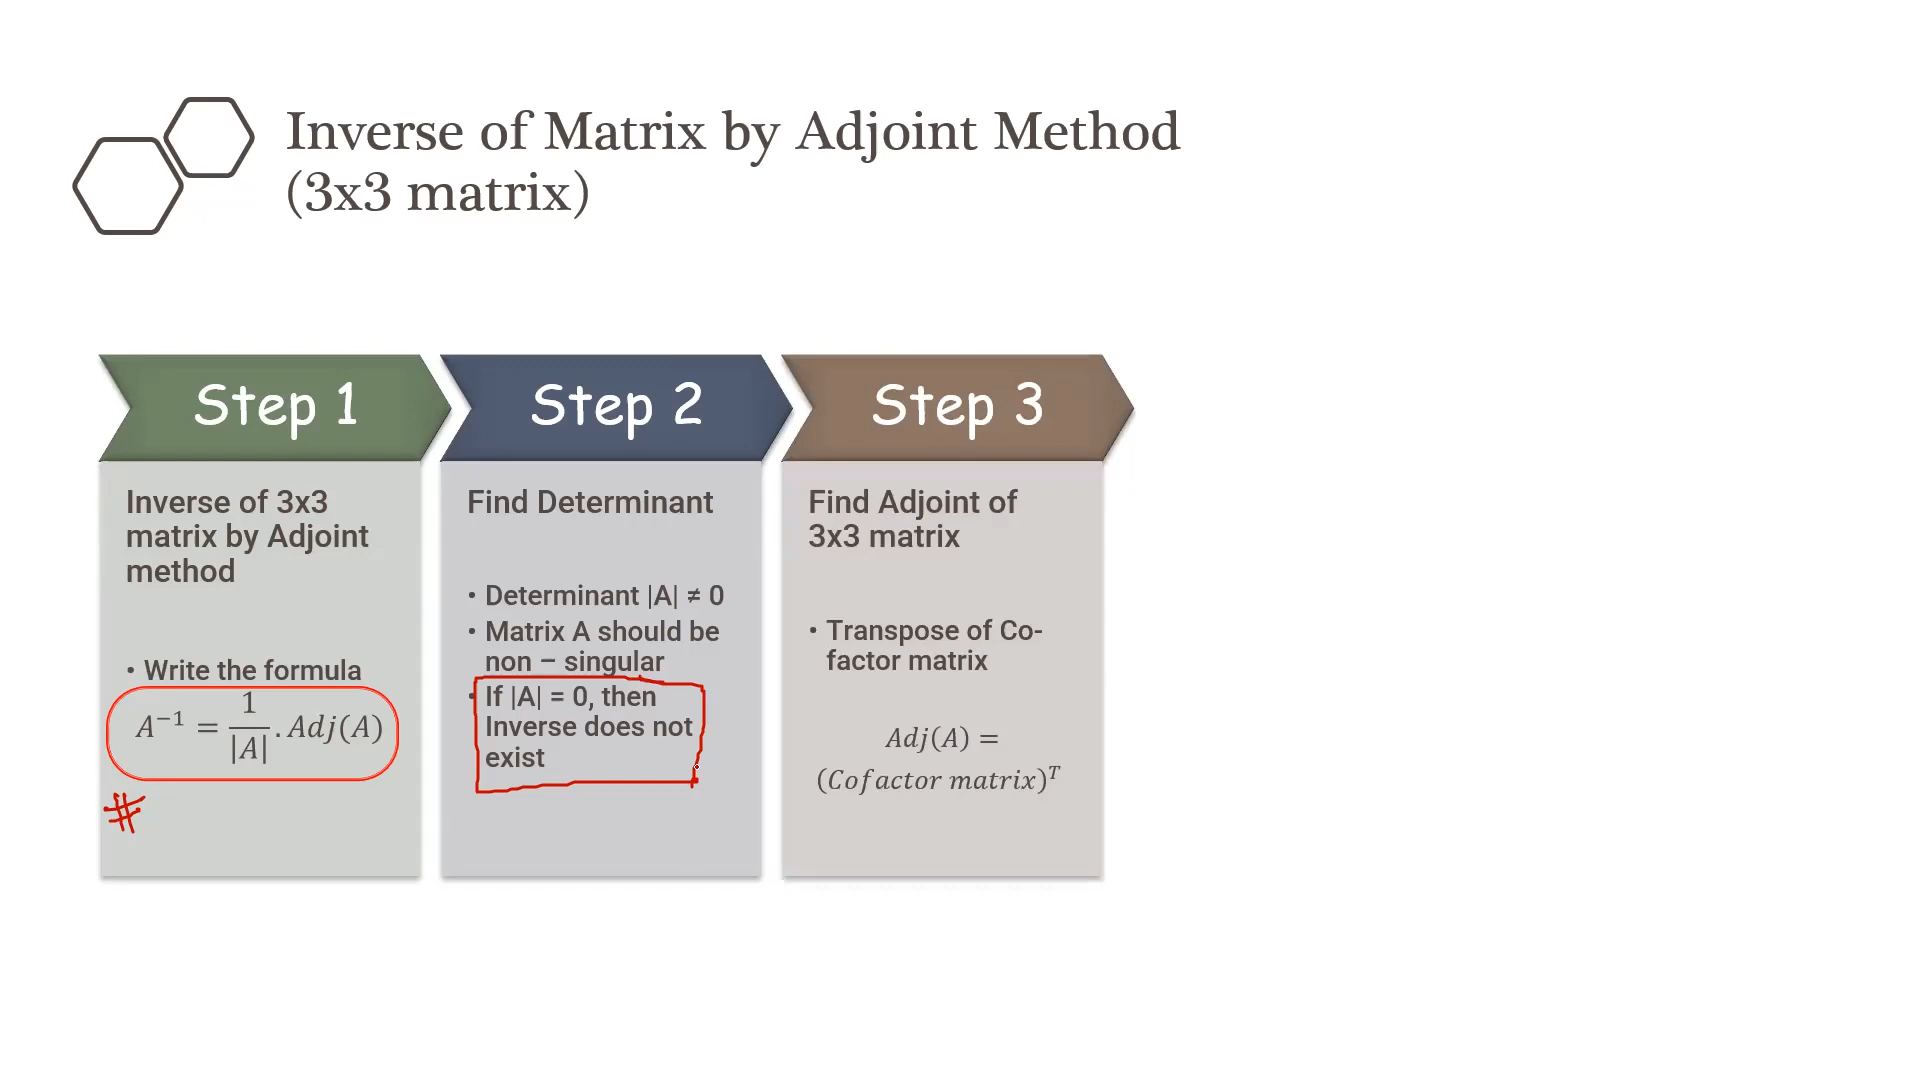 Inverse of Matrix by Adjoint Method
(3x3 matrix)
Step 1
Inverse of 3x3
matrix by Adjoint
method
• Write the formula
A⁻¹ = 1/|A| . Adj(A)
#
Step 2
Find Determinant
• Determinant |A| ≠ 0
• Matrix A should be
non – singular
• If |A| = 0, then
Inverse does not
exist
Step 3
Find Adjoint of
3x3 matrix
• Transpose of Co-
factor matrix
Adj(A) =
(Cofactor matrix)ᵀ